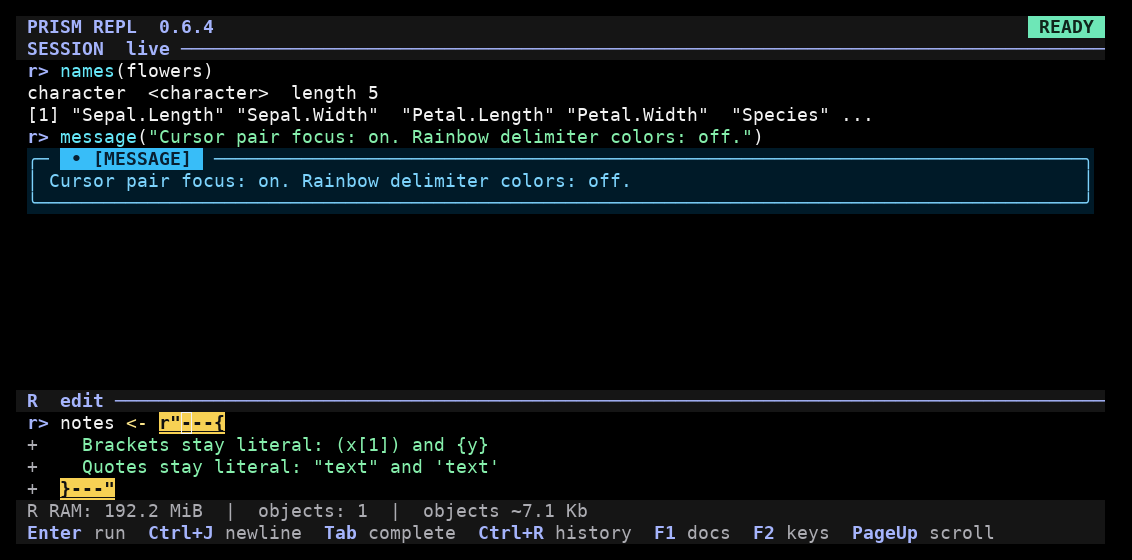 PRISM REPL  0.6.4 READY
SESSION  live
r> names(flowers)
character  <character>  length 5
[1] "Sepal.Length" "Sepal.Width"  "Petal.Length" "Petal.Width"  "Species" ...
r> message("Cursor pair focus: on. Rainbow delimiter colors: off.")
• [MESSAGE]
Cursor pair focus: on. Rainbow delimiter colors: off.
R  edit
r> notes <- r"---{
+    Brackets stay literal: (x[1]) and {y}
+    Quotes stay literal: "text" and 'text'
+  }---"
R RAM: 192.2 MiB  |  objects: 1  |  objects ~7.1 Kb
Enter run  Ctrl+J newline  Tab complete  Ctrl+R history  F1 docs  F2 keys  PageUp scroll